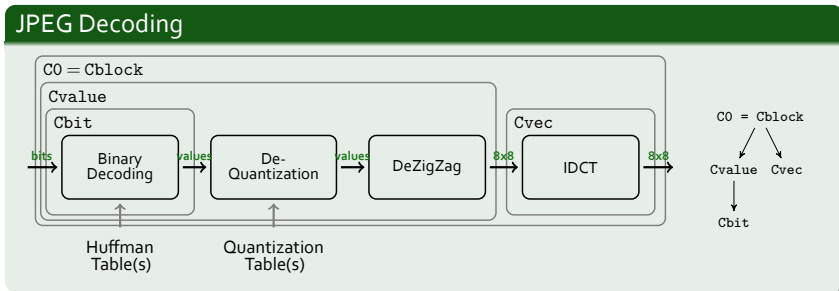 JPEG Decoding
C0 = Cblock
Cvalue
Cbit
Cvec
bits
Binary
Decoding
values
De-
Quantization
values
DeZigZag
8x8
IDCT
8x8
Huffman
Table(s)
Quantization
Table(s)
C0 = Cblock
Cvalue Cvec
Cbit